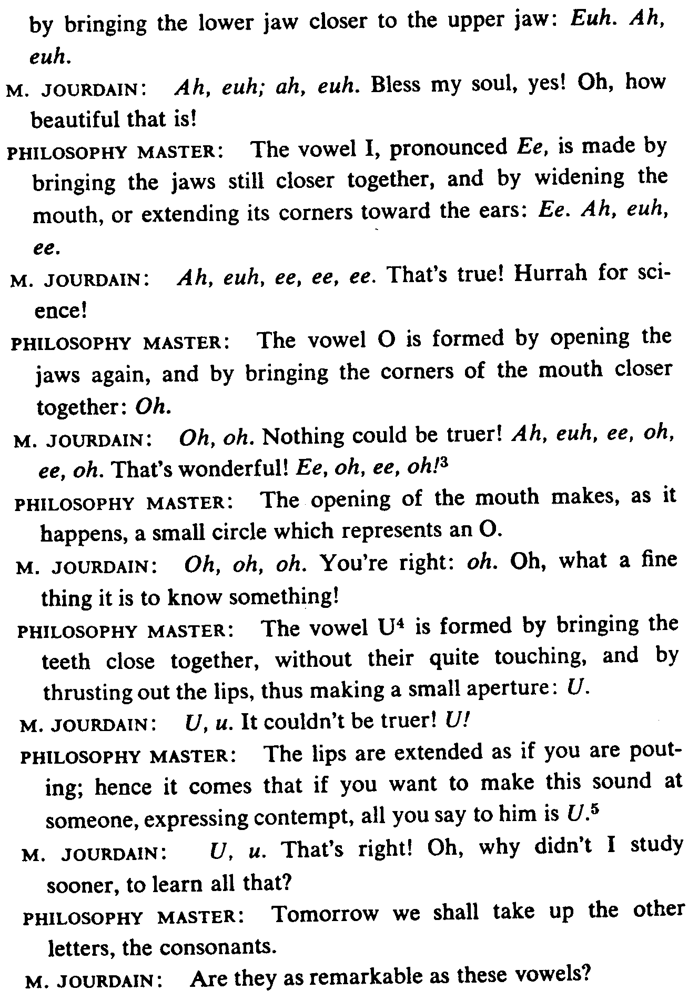 by bringing the lower jaw closer to the upper jaw: Euh. Ah,
euh.
M. JOURDAIN: Ah, euh; ah, euh. Bless my soul, yes! Oh, how
beautiful that is!
PHILOSOPHY MASTER: The vowel I, pronounced Ee, is made by
bringing the jaws still closer together, and by widening the
mouth, or extending its corners toward the ears: Ee. Ah, euh,
ee.
M. JOURDAIN: Ah, euh, ee, ee, ee. That's true! Hurrah for sci-
ence!
PHILOSOPHY MASTER: The vowel O is formed by opening the
jaws again, and by bringing the corners of the mouth closer
together: Oh.
M. JOURDAIN: Oh, oh. Nothing could be truer! Ah, euh, ee, oh,
ee, oh. That's wonderful! Ee, oh, ee, oh!³
PHILOSOPHY MASTER: The opening of the mouth makes, as it
happens, a small circle which represents an O.
M. JOURDAIN: Oh, oh, oh. You're right: oh. Oh, what a fine
thing it is to know something!
PHILOSOPHY MASTER: The vowel U⁴ is formed by bringing the
teeth close together, without their quite touching, and by
thrusting out the lips, thus making a small aperture: U.
M. JOURDAIN: U, u. It couldn't be truer! U!
PHILOSOPHY MASTER: The lips are extended as if you are pout-
ing; hence it comes that if you want to make this sound at
someone, expressing contempt, all you say to him is U.⁵
M. JOURDAIN: U, u. That's right! Oh, why didn't I study
sooner, to learn all that?
PHILOSOPHY MASTER: Tomorrow we shall take up the other
letters, the consonants.
M. JOURDAIN: Are they as remarkable as these vowels?